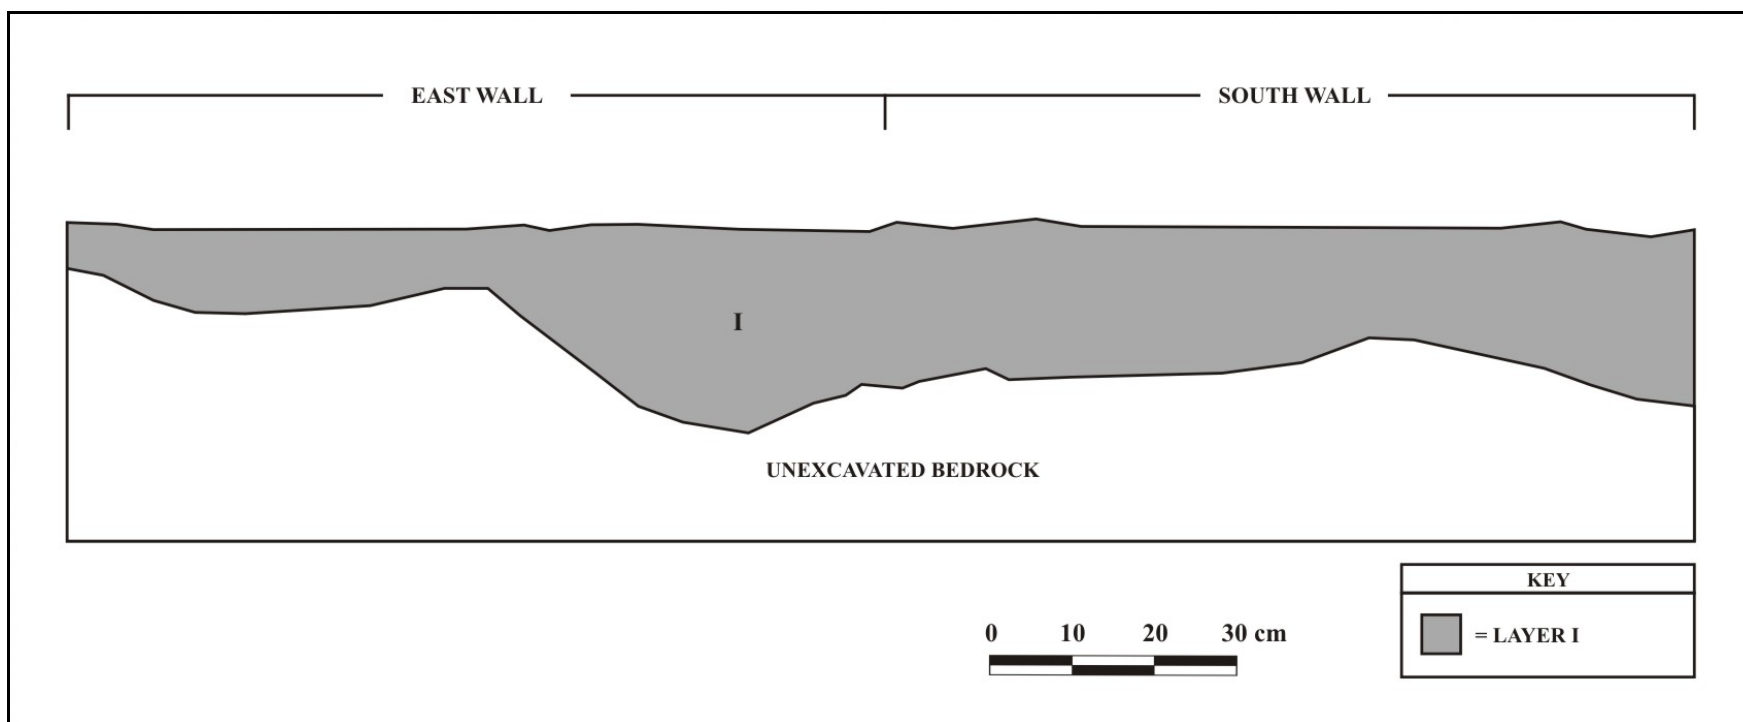 EAST WALL
SOUTH WALL
I
UNEXCAVATED BEDROCK
KEY
= LAYER I
0 10 20 30 cm